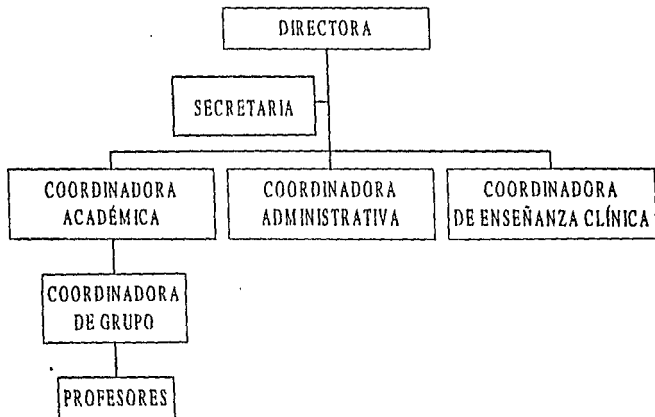 DIRECTORA
SECRETARIA
COORDINADORA
ACADÉMICA
COORDINADORA
ADMINISTRATIVA
COORDINADORA
DE ENSEÑANZA CLÍNICA
COORDINADORA
DE GRUPO
PROFESORES